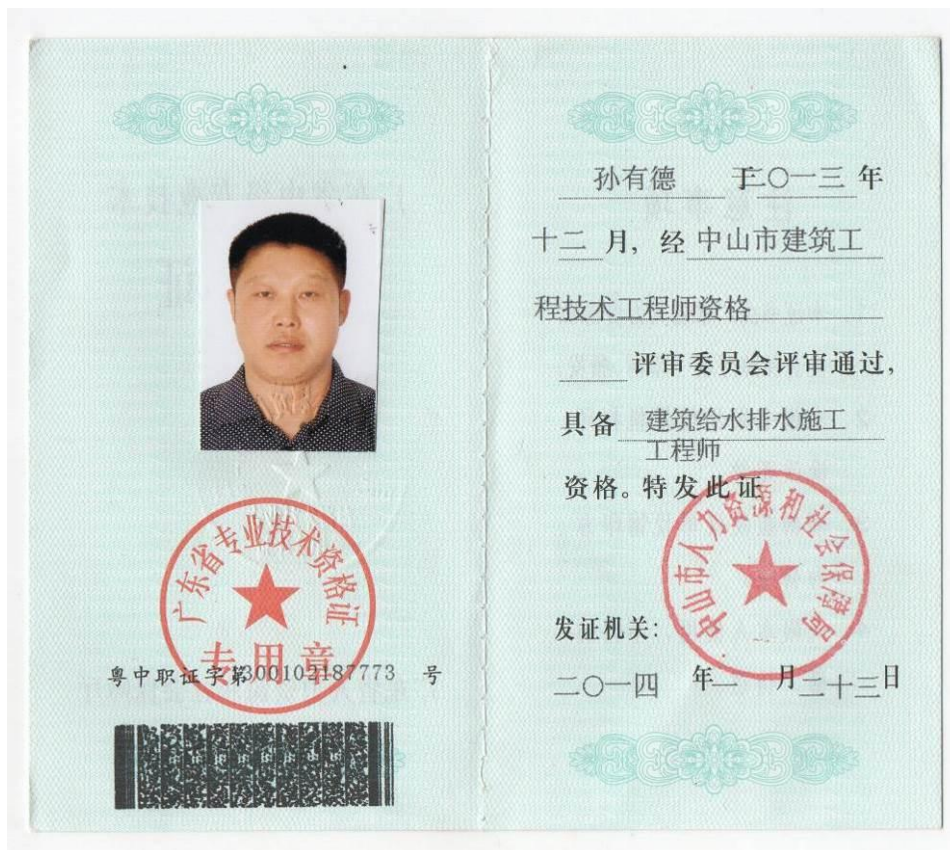 广东省专业技术资格证
专用章
粤中职证字第1300102187773 号
孙有德 于二〇一三年
十二月，经中山市建筑工
程技术工程师资格
评审委员会评审通过，
具备 建筑给水排水施工
工程师
资格。特发此证
中山市人力资源和社会保障局
发证机关：
二〇一四 年一 月二十三日